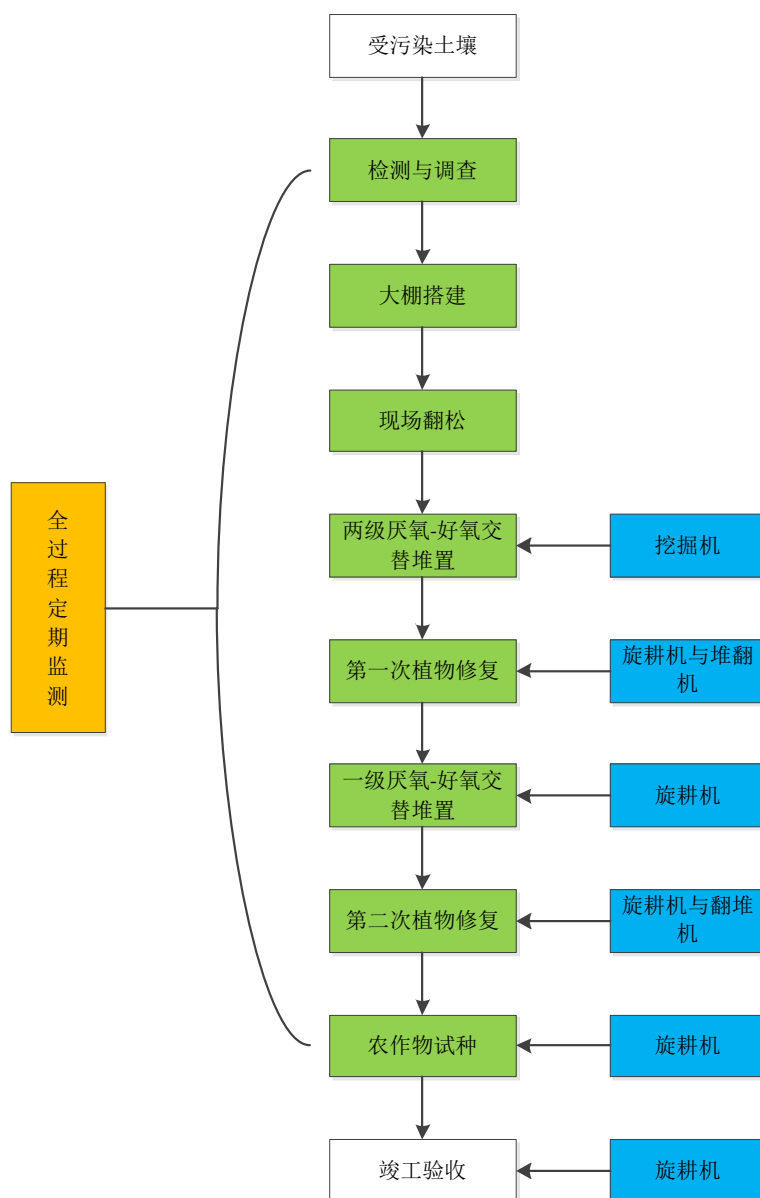 受污染土壤
检测与调查
大棚搭建
现场翻松
全
过
程
定
期
监
测
两级厌氧-好氧交
替堆置
挖掘机
第一次植物修复
旋耕机与堆翻
机
一级厌氧-好氧交
替堆置
旋耕机
第二次植物修复
旋耕机与翻堆
机
农作物试种
旋耕机
竣工验收
旋耕机